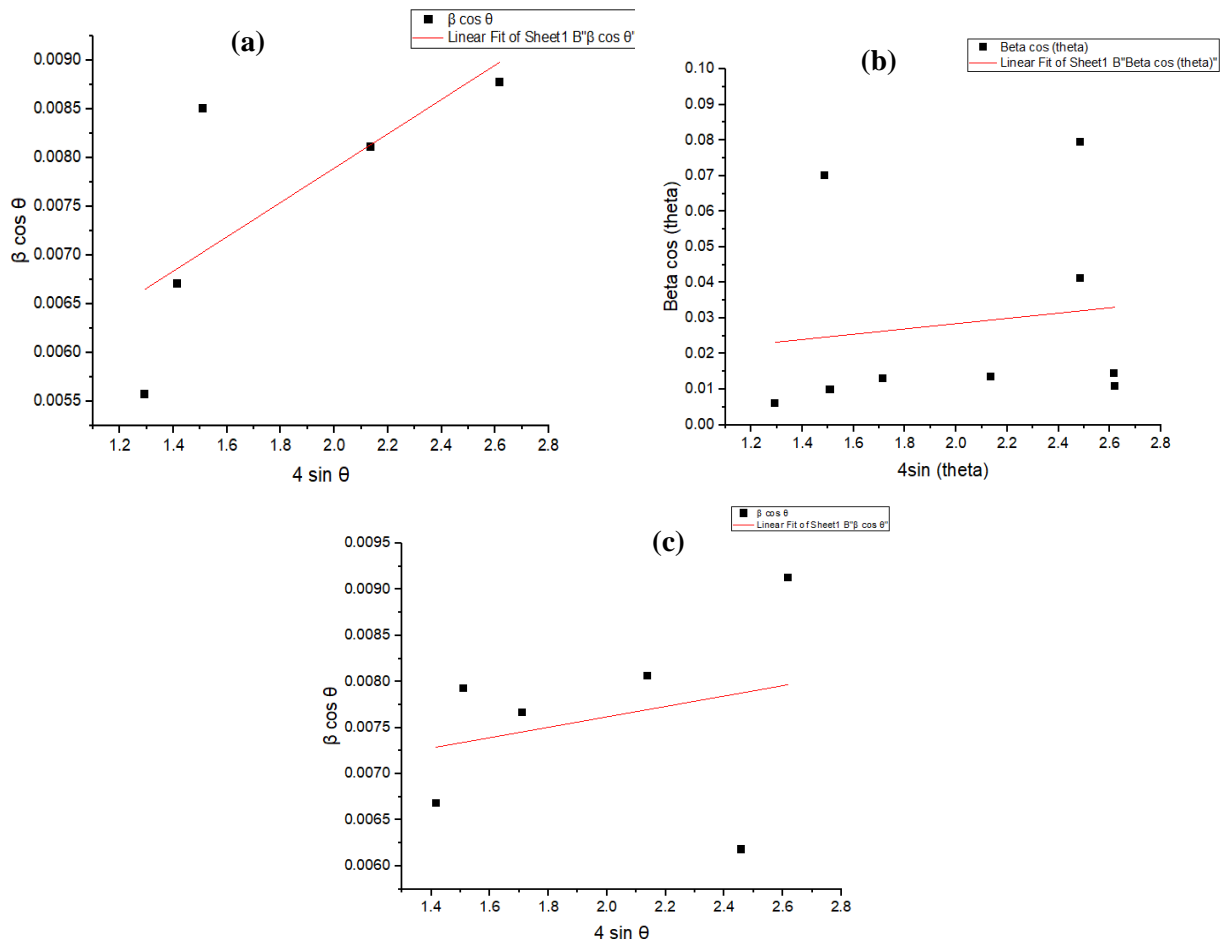 (a)
β cos θ
Linear Fit of Sheet1 B"β cos θ"
0.0090
0.0085
0.0080
0.0075
0.0070
0.0065
0.0060
0.0055
β cos θ
1.2 1.4 1.6 1.8 2.0 2.2 2.4 2.6 2.8
4 sin θ
(b)
Beta cos (theta)
Linear Fit of Sheet1 B"Beta cos (theta)"
0.10
0.09
0.08
0.07
0.06
0.05
0.04
0.03
0.02
0.01
0.00
Beta cos (theta)
1.2 1.4 1.6 1.8 2.0 2.2 2.4 2.6 2.8
4sin (theta)
(c)
β cos θ
Linear Fit of Sheet1 B"β cos θ"
0.0095
0.0090
0.0085
0.0080
0.0075
0.0070
0.0065
0.0060
β cos θ
1.4 1.6 1.8 2.0 2.2 2.4 2.6 2.8
4 sin θ